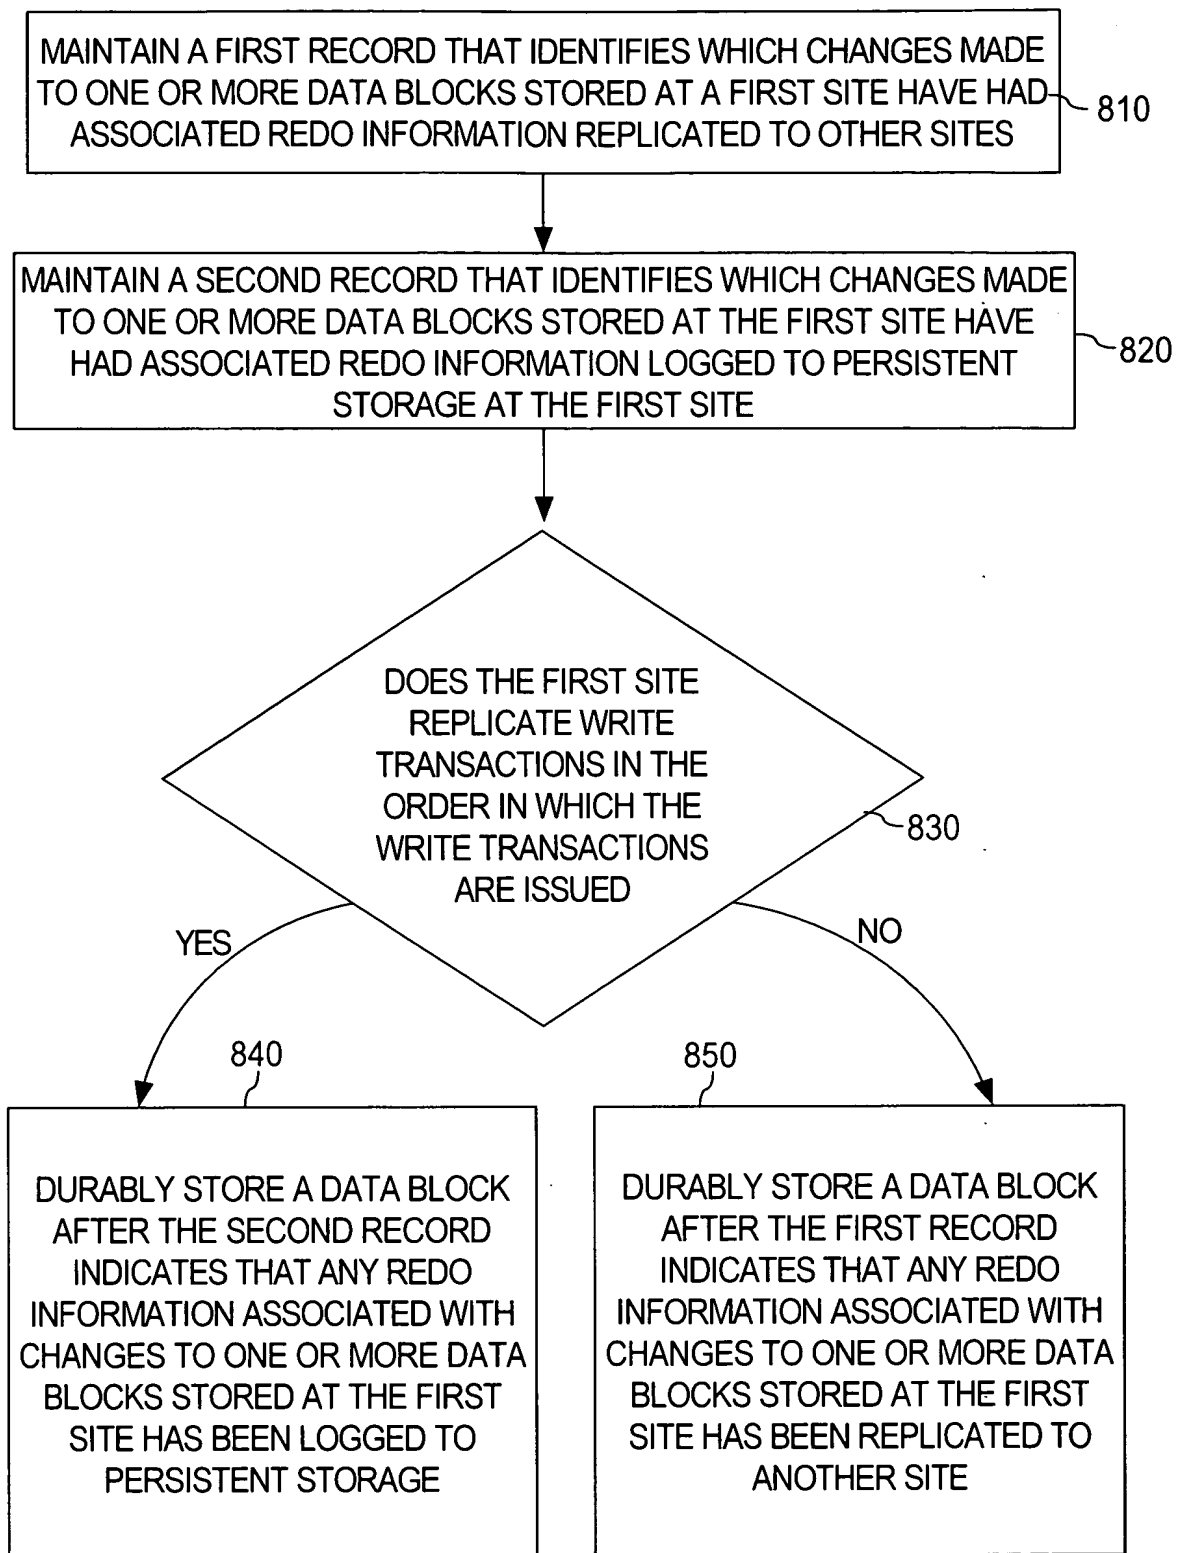 MAINTAIN A FIRST RECORD THAT IDENTIFIES WHICH CHANGES MADE
TO ONE OR MORE DATA BLOCKS STORED AT A FIRST SITE HAVE HAD
ASSOCIATED REDO INFORMATION REPLICATED TO OTHER SITES
810
MAINTAIN A SECOND RECORD THAT IDENTIFIES WHICH CHANGES MADE
TO ONE OR MORE DATA BLOCKS STORED AT THE FIRST SITE HAVE
HAD ASSOCIATED REDO INFORMATION LOGGED TO PERSISTENT
STORAGE AT THE FIRST SITE
820
DOES THE FIRST SITE
REPLICATE WRITE
TRANSACTIONS IN THE
ORDER IN WHICH THE
WRITE TRANSACTIONS
ARE ISSUED
830
YES
NO
840
DURABLY STORE A DATA BLOCK
AFTER THE SECOND RECORD
INDICATES THAT ANY REDO
INFORMATION ASSOCIATED WITH
CHANGES TO ONE OR MORE DATA
BLOCKS STORED AT THE FIRST
SITE HAS BEEN LOGGED TO
PERSISTENT STORAGE
850
DURABLY STORE A DATA BLOCK
AFTER THE FIRST RECORD
INDICATES THAT ANY REDO
INFORMATION ASSOCIATED WITH
CHANGES TO ONE OR MORE DATA
BLOCKS STORED AT THE FIRST
SITE HAS BEEN REPLICATED TO
ANOTHER SITE